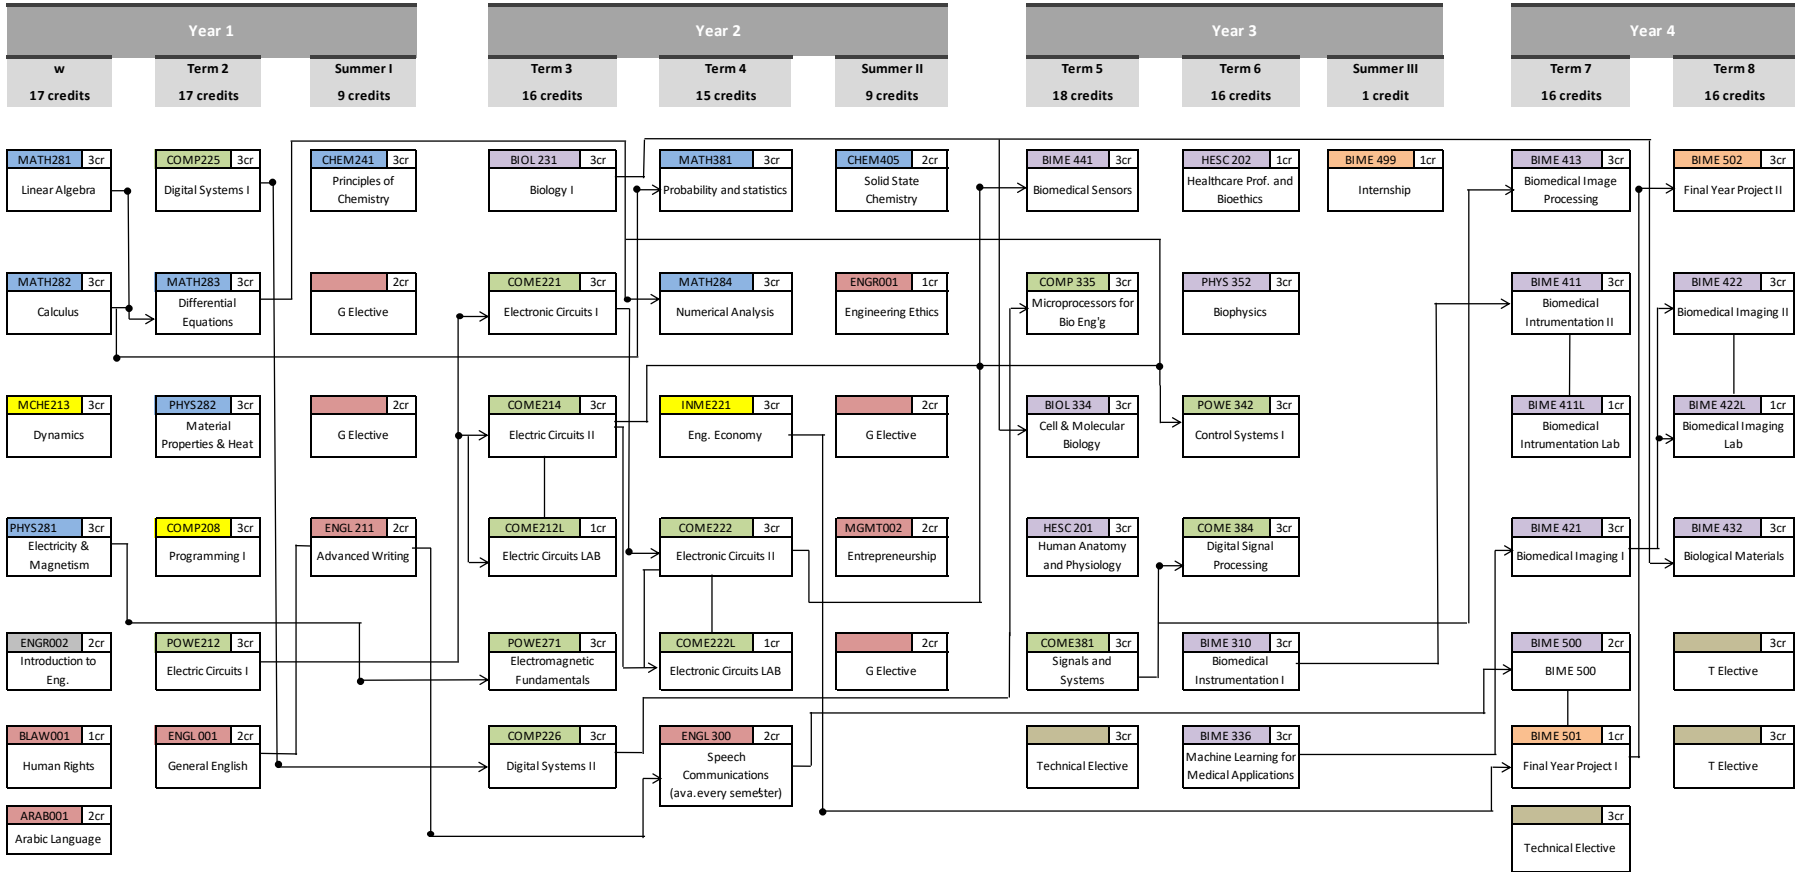 Year 1
Year 2
Year 3
Year 4
w
Term 2
Summer I
Term 3
Term 4
Summer II
Term 5
Term 6
Summer III
Term 7
Term 8
17 credits
17 credits
9 credits
16 credits
15 credits
9 credits
18 credits
16 credits
1 credit
16 credits
16 credits
MATH281 3cr
Linear Algebra
COMP225 3cr
Digital Systems I
CHEM241 3cr
Principles of
Chemistry
BIOL 231 3cr
Biology I
MATH381 3cr
Probability and statistics
CHEM405 2cr
Solid State
Chemistry
BIME 441 3cr
Biomedical Sensors
HESC 202 1cr
Healthcare Prof. and
Bioethics
BIME 499 1cr
Internship
BIME 413 3cr
Biomedical Image
Processing
BIME 502 3cr
Final Year Project II
MATH282 3cr
Calculus
MATH283 3cr
Differential
Equations
2cr
G Elective
COME221 3cr
Electronic Circuits I
MATH284 3cr
Numerical Analysis
ENGR001 1cr
Engineering Ethics
COMP 335 3cr
Microprocessors for
Bio Eng'g
PHYS 352 3cr
Biophysics
BIME 411 3cr
Biomedical
Intrumentation II
BIME 422 3cr
Biomedical Imaging II
MCHE213 3cr
Dynamics
PHYS282 3cr
Material
Properties & Heat
2cr
G Elective
COME214 3cr
Electric Circuits II
INME221 3cr
Eng. Economy
2cr
G Elective
BIOL 334 3cr
Cell & Molecular
Biology
POWE 342 3cr
Control Systems I
BIME 411L 1cr
Biomedical
Intrumentation Lab
BIME 422L 1cr
Biomedical Imaging
Lab
PHYS281 3cr
Electricity &
Magnetism
COMP208 3cr
Programming I
ENGL 211 2cr
Advanced Writing
COME212L 1cr
Electric Circuits LAB
COME222 3cr
Electronic Circuits II
MGMT002 2cr
Entrepreneurship
HESC 201 3cr
Human Anatomy
and Physiology
COME 384 3cr
Digital Signal
Processing
BIME 421 3cr
Biomedical Imaging I
BIME 432 3cr
Biological Materials
ENGR002 2cr
Introduction to
Eng.
POWE212 3cr
Electric Circuits I
POWE271 3cr
Electromagnetic
Fundamentals
COME222L 1cr
Electronic Circuits LAB
2cr
G Elective
COME381 3cr
Signals and
Systems
BIME 310 3cr
Biomedical
Instrumentation I
BIME 500 2cr
BIME 500
3cr
T Elective
BLAW001 1cr
Human Rights
ENGL 001 2cr
General English
COMP226 3cr
Digital Systems II
ENGL 300 2cr
Speech
Communications
(ava.every semester)
3cr
Technical Elective
BIME 336 3cr
Machine Learning for
Medical Applications
BIME 501 1cr
Final Year Project I
3cr
T Elective
ARAB001 2cr
Arabic Language
3cr
Technical Elective